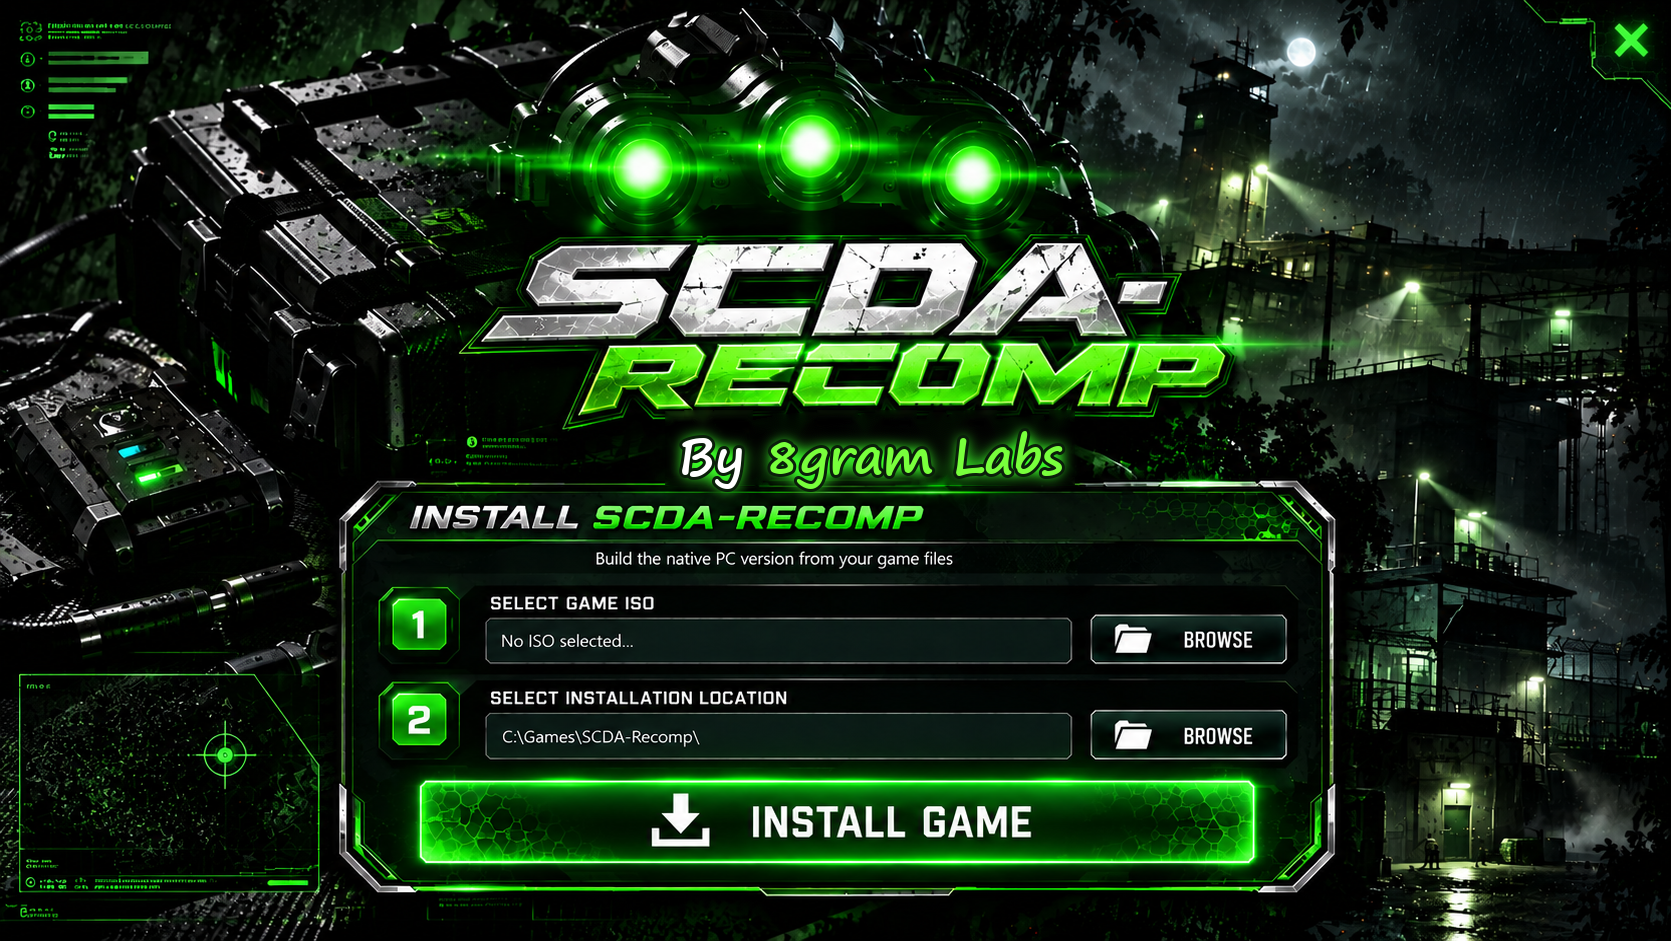 SCDA-
RECOMP
By 8gram Labs
INSTALL SCDA-RECOMP
Build the native PC version from your game files
1
SELECT GAME ISO
No ISO selected...
BROWSE
2
SELECT INSTALLATION LOCATION
C:\Games\SCDA-Recomp\
BROWSE
INSTALL GAME